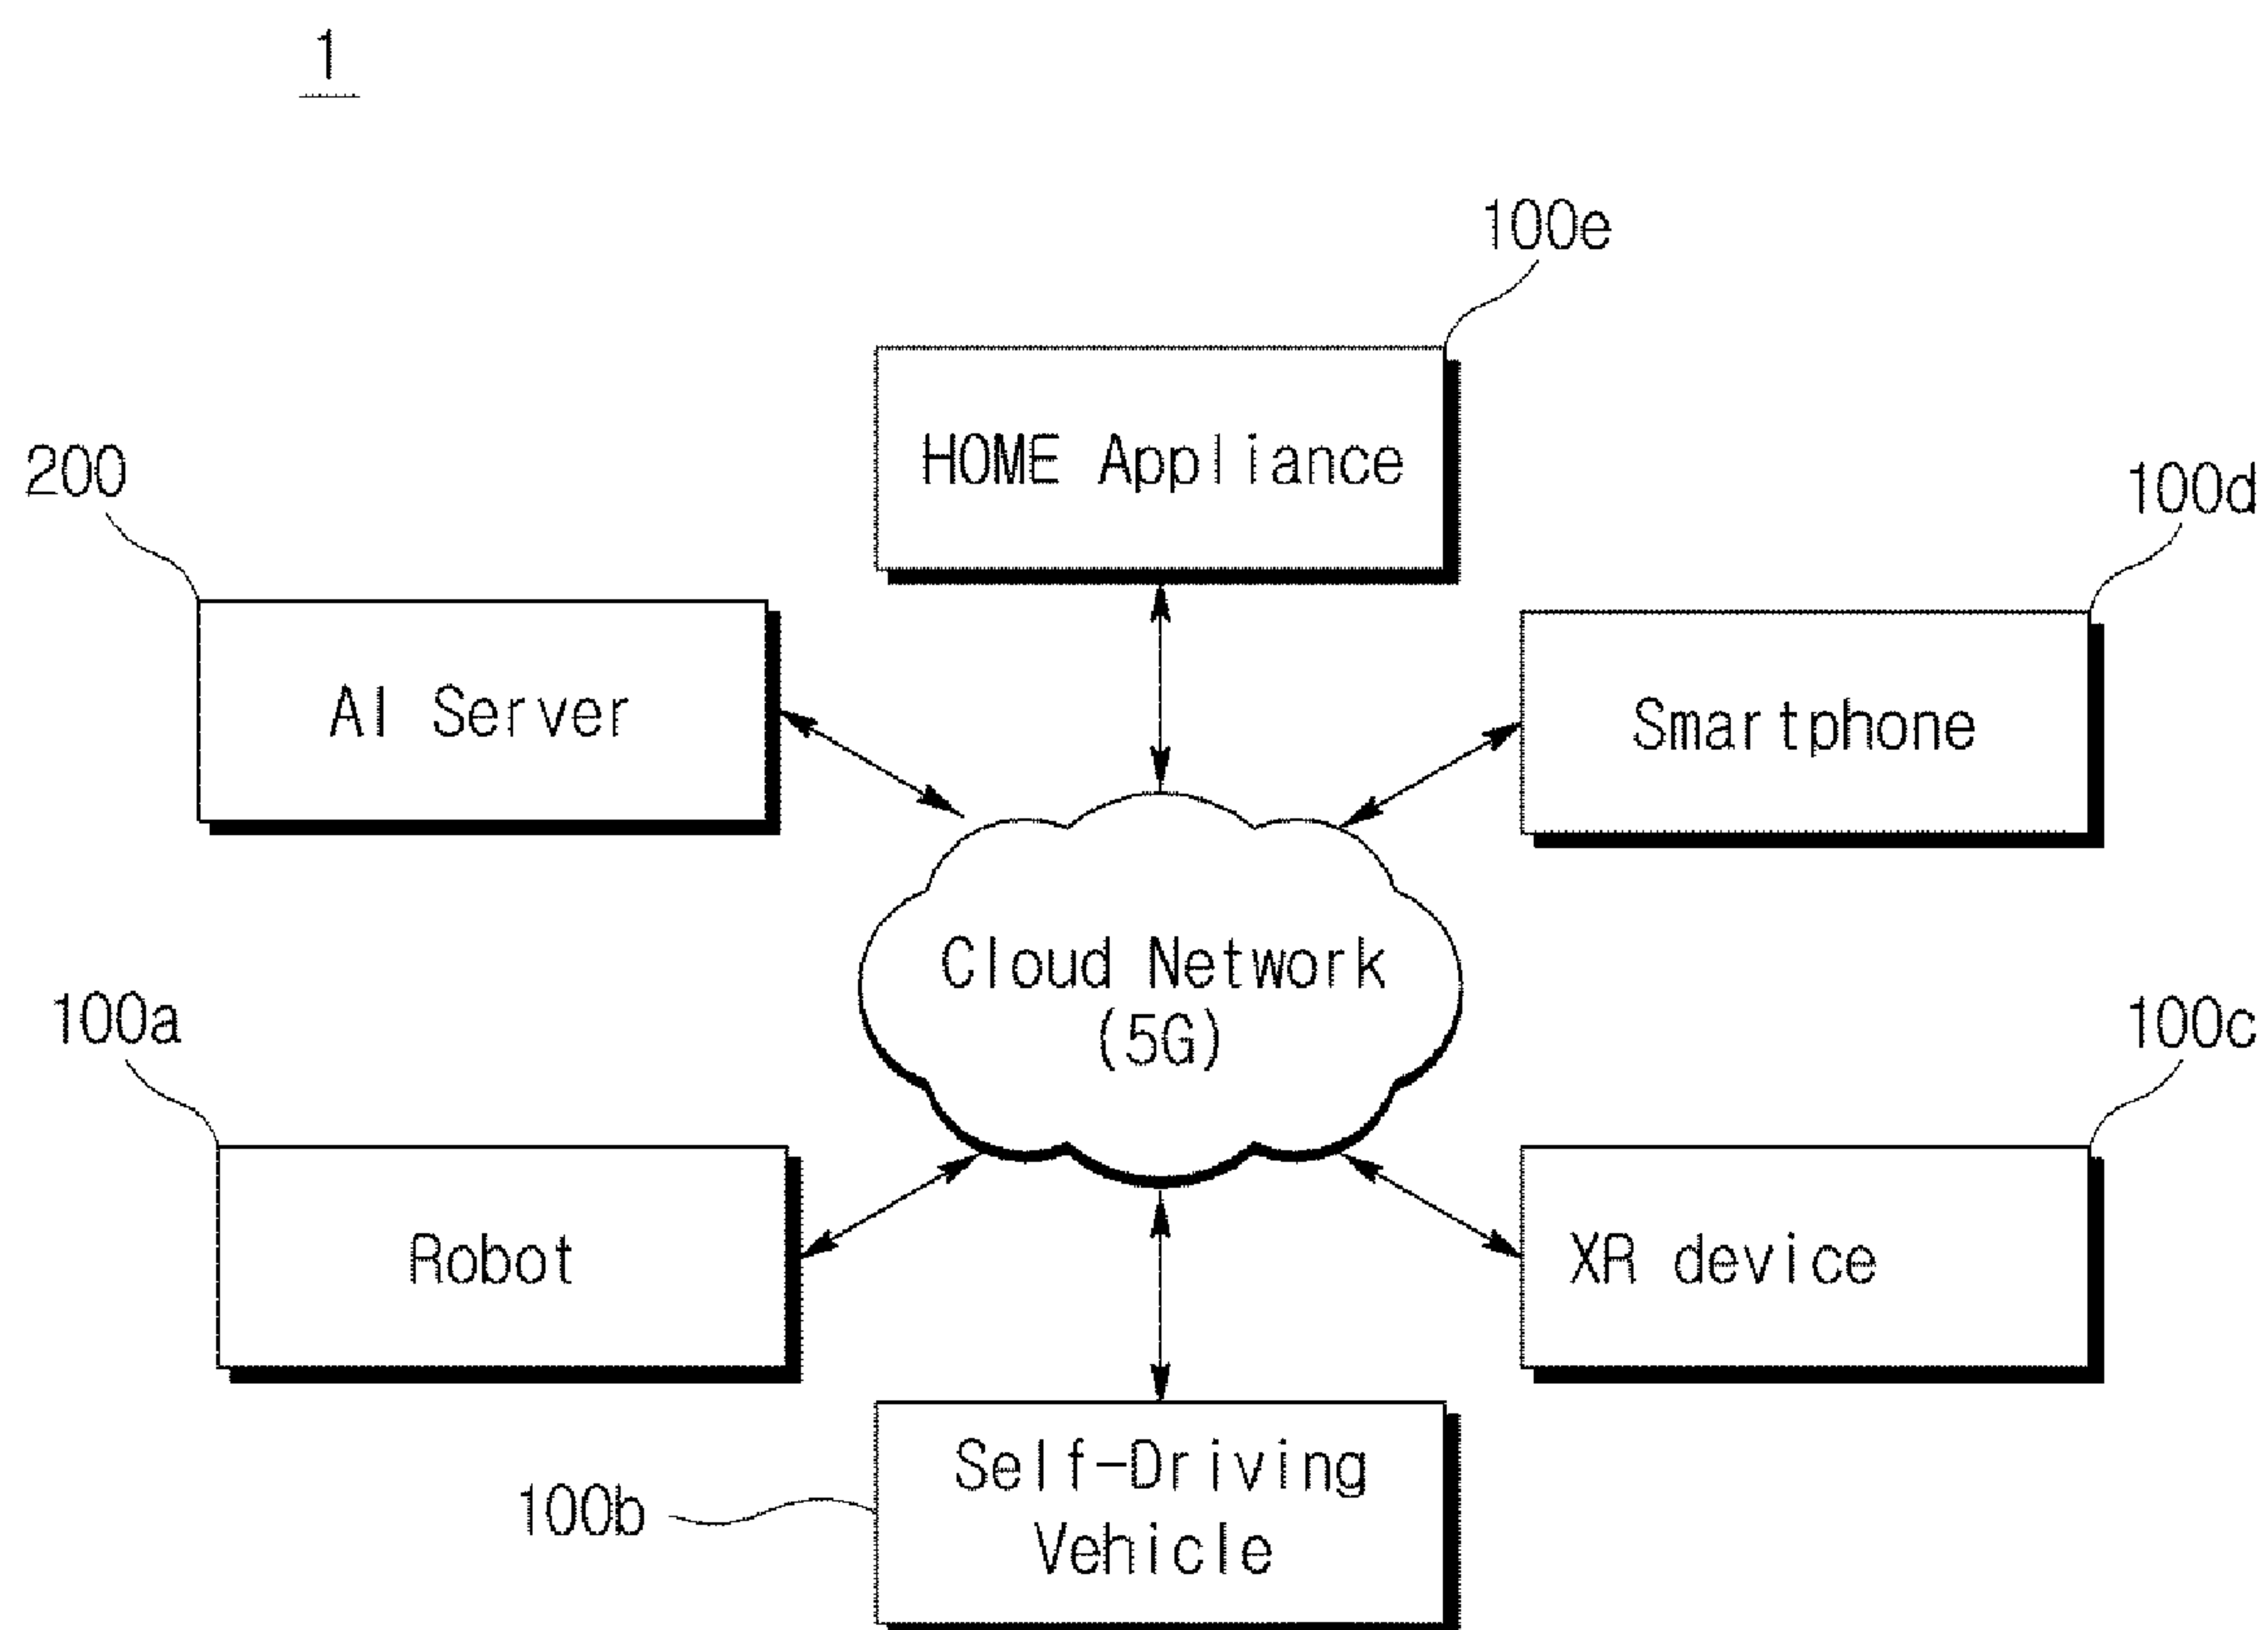 1
100e
HOME Appliance
200
100d
AI Server
Smartphone
Cloud Network
(5G)
100a
100c
Robot
XR device
Self-Driving
Vehicle
100b